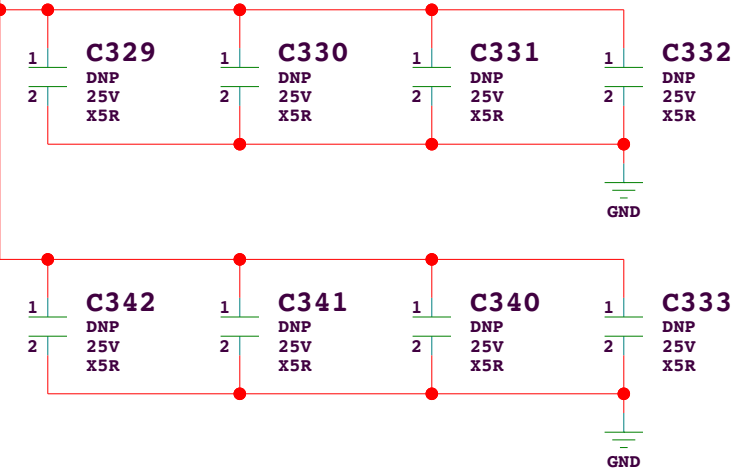 1 C329 1 C330 1 C331 1 C332
DNP DNP DNP DNP
2 25V 2 25V 2 25V 2 25V
X5R X5R X5R X5R
GND
1 C342 1 C341 1 C340 1 C333
DNP DNP DNP DNP
2 25V 2 25V 2 25V 2 25V
X5R X5R X5R X5R
GND